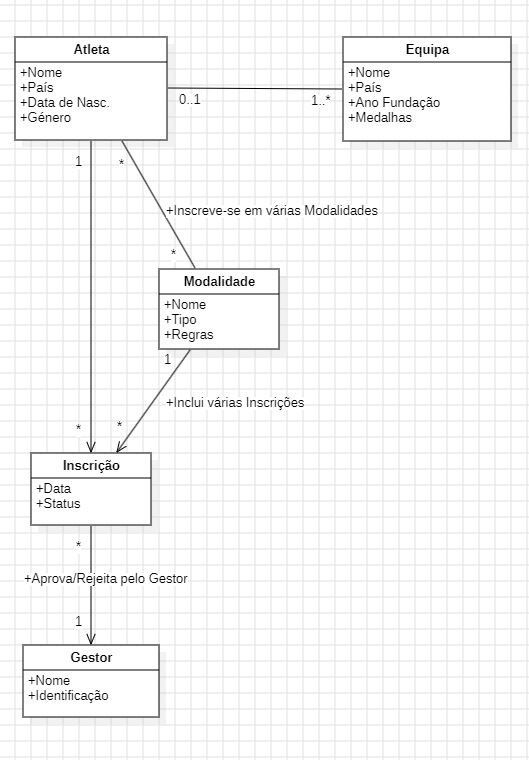 Atleta
+Nome
+País
+Data de Nasc.
+Género
Equipa
+Nome
+País
+Ano Fundação
+Medalhas
0..1
1..*
1
*
+Inscreve-se em várias Modalidades
*
Modalidade
+Nome
+Tipo
+Regras
1
+Inclui várias Inscrições
*
*
Inscrição
+Data
+Status
*
+Aprova/Rejeita pelo Gestor
1
Gestor
+Nome
+Identificação